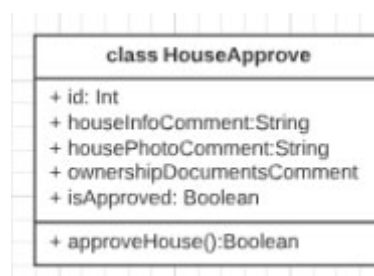 class HouseApprove
+ id: Int
+ houseInfoComment:String
+ housePhotoComment:String
+ ownershipDocumentsComment
+ isApproved: Boolean
+ approveHouse():Boolean